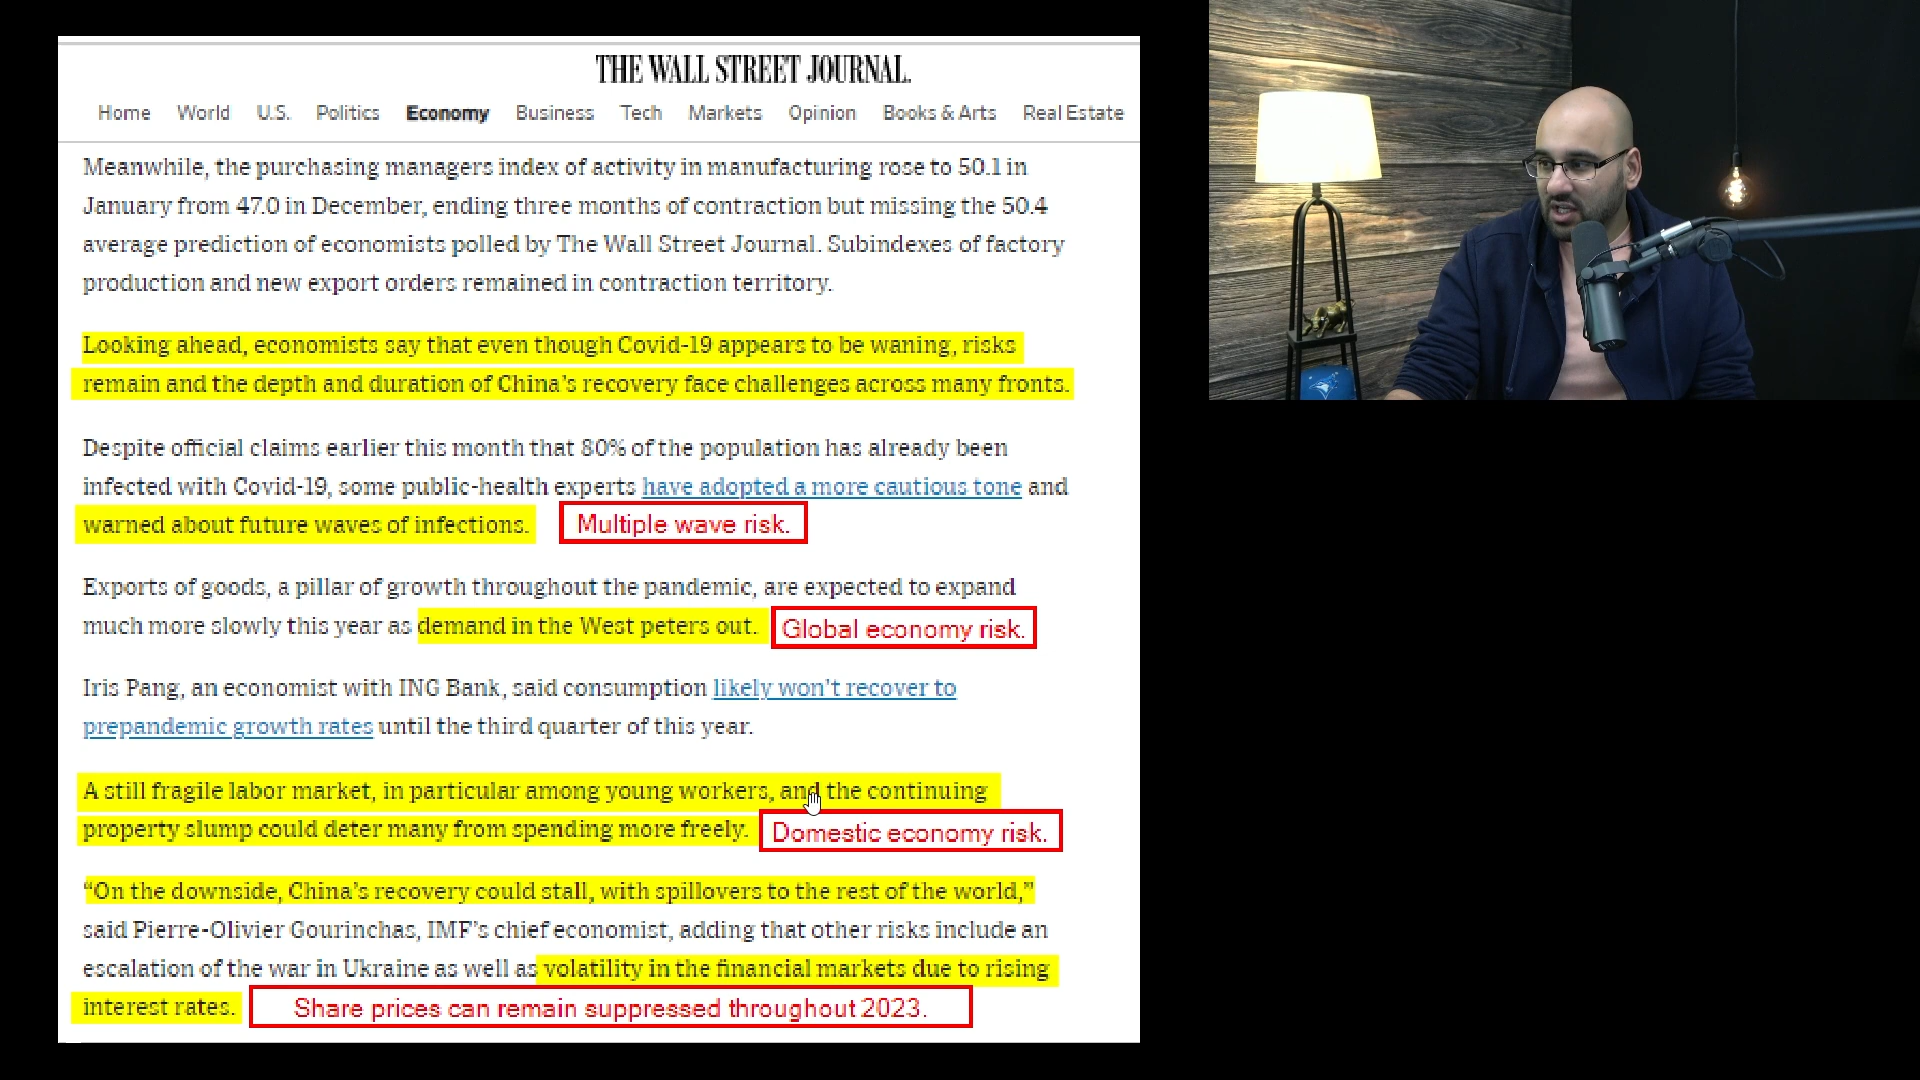 THE WALL STREET JOURNAL.
Home World U.S. Politics Economy Business Tech Markets Opinion Books & Arts Real Estate
Meanwhile, the purchasing managers index of activity in manufacturing rose to 50.1 in
January from 47.0 in December, ending three months of contraction but missing the 50.4
average prediction of economists polled by The Wall Street Journal. Subindexes of factory
production and new export orders remained in contraction territory.
Looking ahead, economists say that even though Covid-19 appears to be waning, risks
remain and the depth and duration of China's recovery face challenges across many fronts.
Despite official claims earlier this month that 80% of the population has already been
infected with Covid-19, some public-health experts have adopted a more cautious tone and
warned about future waves of infections. Multiple wave risk.
Exports of goods, a pillar of growth throughout the pandemic, are expected to expand
much more slowly this year as demand in the West peters out. Global economy risk.
Iris Pang, an economist with ING Bank, said consumption likely won't recover to
prepandemic growth rates until the third quarter of this year.
A still fragile labor market, in particular among young workers, and the continuing
property slump could deter many from spending more freely. Domestic economy risk.
“On the downside, China's recovery could stall, with spillovers to the rest of the world,”
said Pierre-Olivier Gourinchas, IMF's chief economist, adding that other risks include an
escalation of the war in Ukraine as well as volatility in the financial markets due to rising
interest rates. Share prices can remain suppressed throughout 2023.